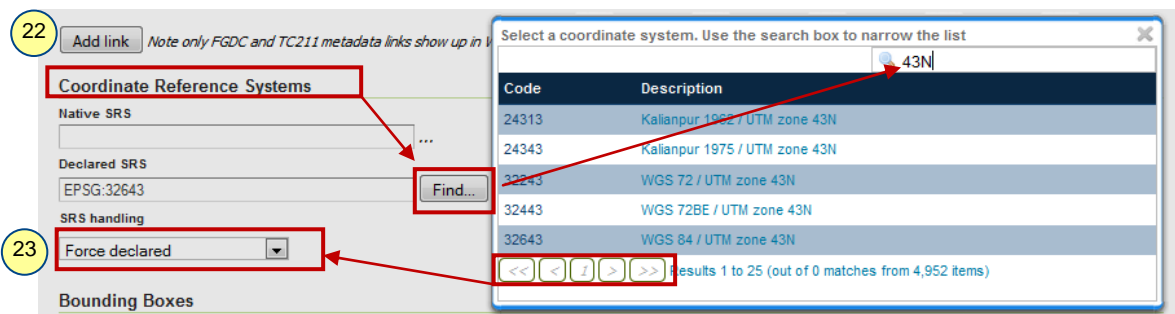 22
Add link Note only FGDC and TC211 metadata links show up in
Coordinate Reference Systems
Native SRS
...
Declared SRS
EPSG:32643 Find...
SRS handling
23
Force declared
Bounding Boxes
Select a coordinate system. Use the search box to narrow the list
43N
Code Description
24313 Kalianpur 1962 / UTM zone 43N
24343 Kalianpur 1975 / UTM zone 43N
32243 WGS 72 / UTM zone 43N
32443 WGS 72BE / UTM zone 43N
32643 WGS 84 / UTM zone 43N
<< < 1 > >> Results 1 to 25 (out of 0 matches from 4,952 items)